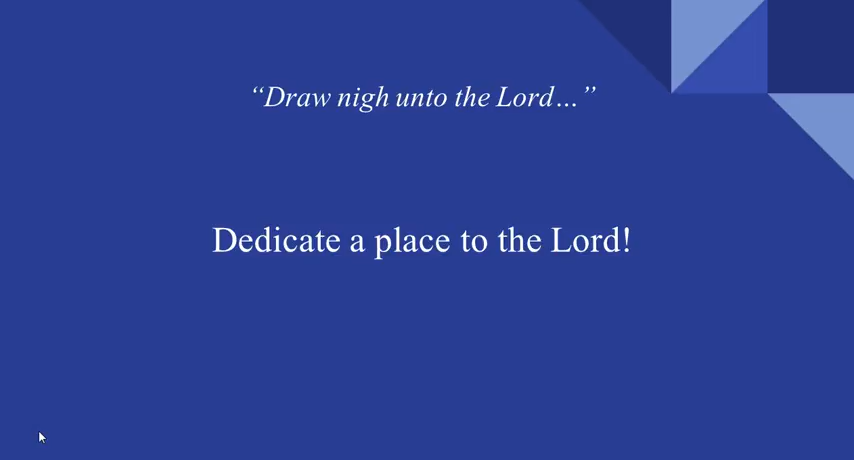 “Draw nigh unto the Lord…”
Dedicate a place to the Lord!